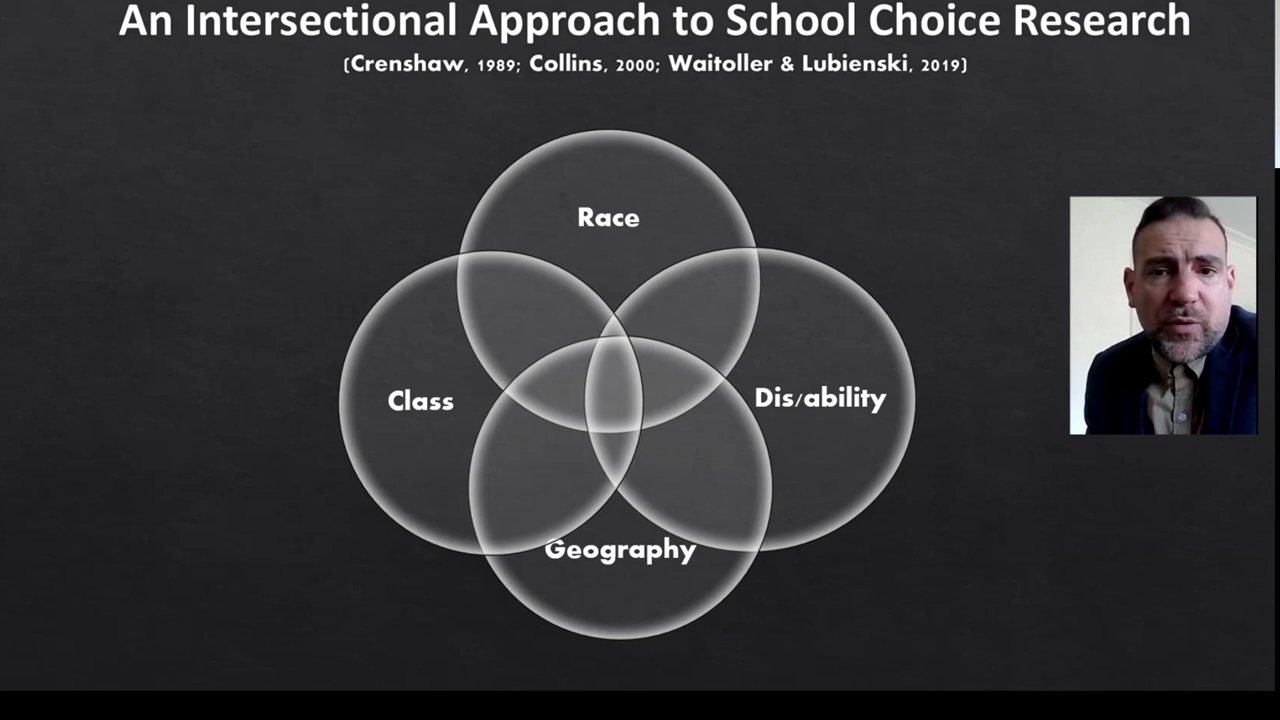 An Intersectional Approach to School Choice Research
(Crenshaw, 1989; Collins, 2000; Waitoller & Lubienski, 2019)
Race
Class
Dis/ability
Geography